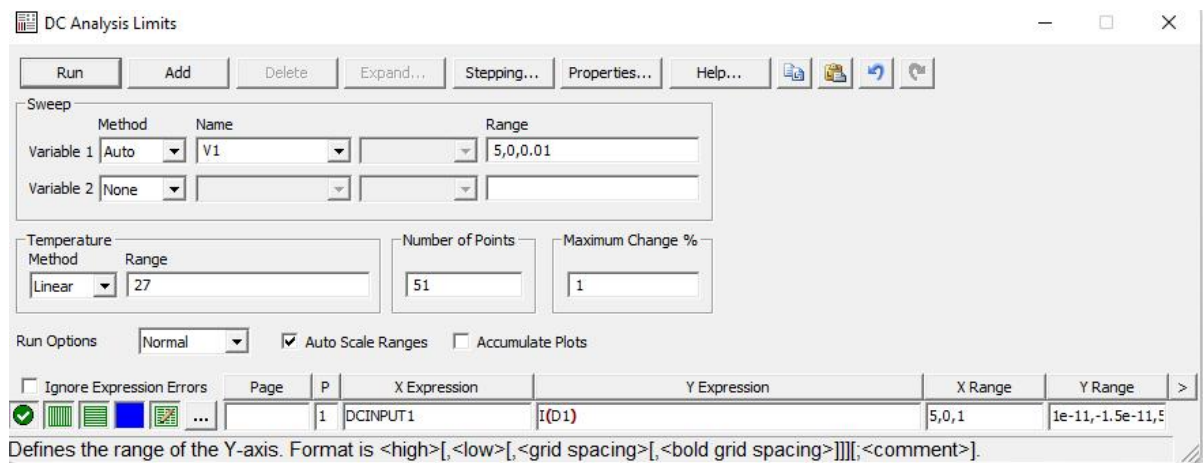 DC Analysis Limits
Run Add Delete Expand... Stepping... Properties... Help...
Sweep
Method Name Range
Variable 1 Auto V1 5,0,0.01
Variable 2 None
Temperature Number of Points Maximum Change %
Method Range
Linear 27 51 1
Run Options Normal Auto Scale Ranges Accumulate Plots
Ignore Expression Errors Page P X Expression Y Expression X Range Y Range >
... 1 DCINPUT1 I(D1) 5,0,1 1e-11,-1.5e-11,5
Defines the range of the Y-axis. Format is <high>[,<low>[,<grid spacing>[,<bold grid spacing>]]][;<comment>].